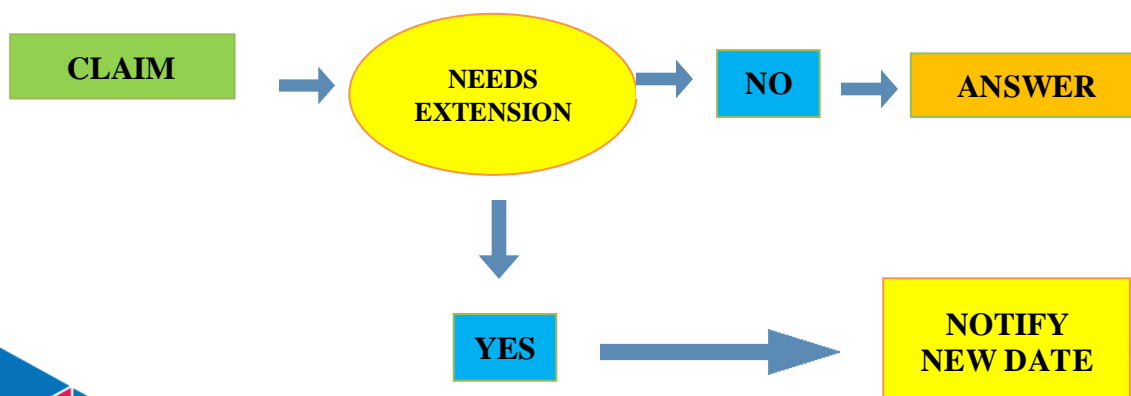 CLAIM
NEEDS
EXTENSION
NO
ANSWER
YES
NOTIFY
NEW DATE